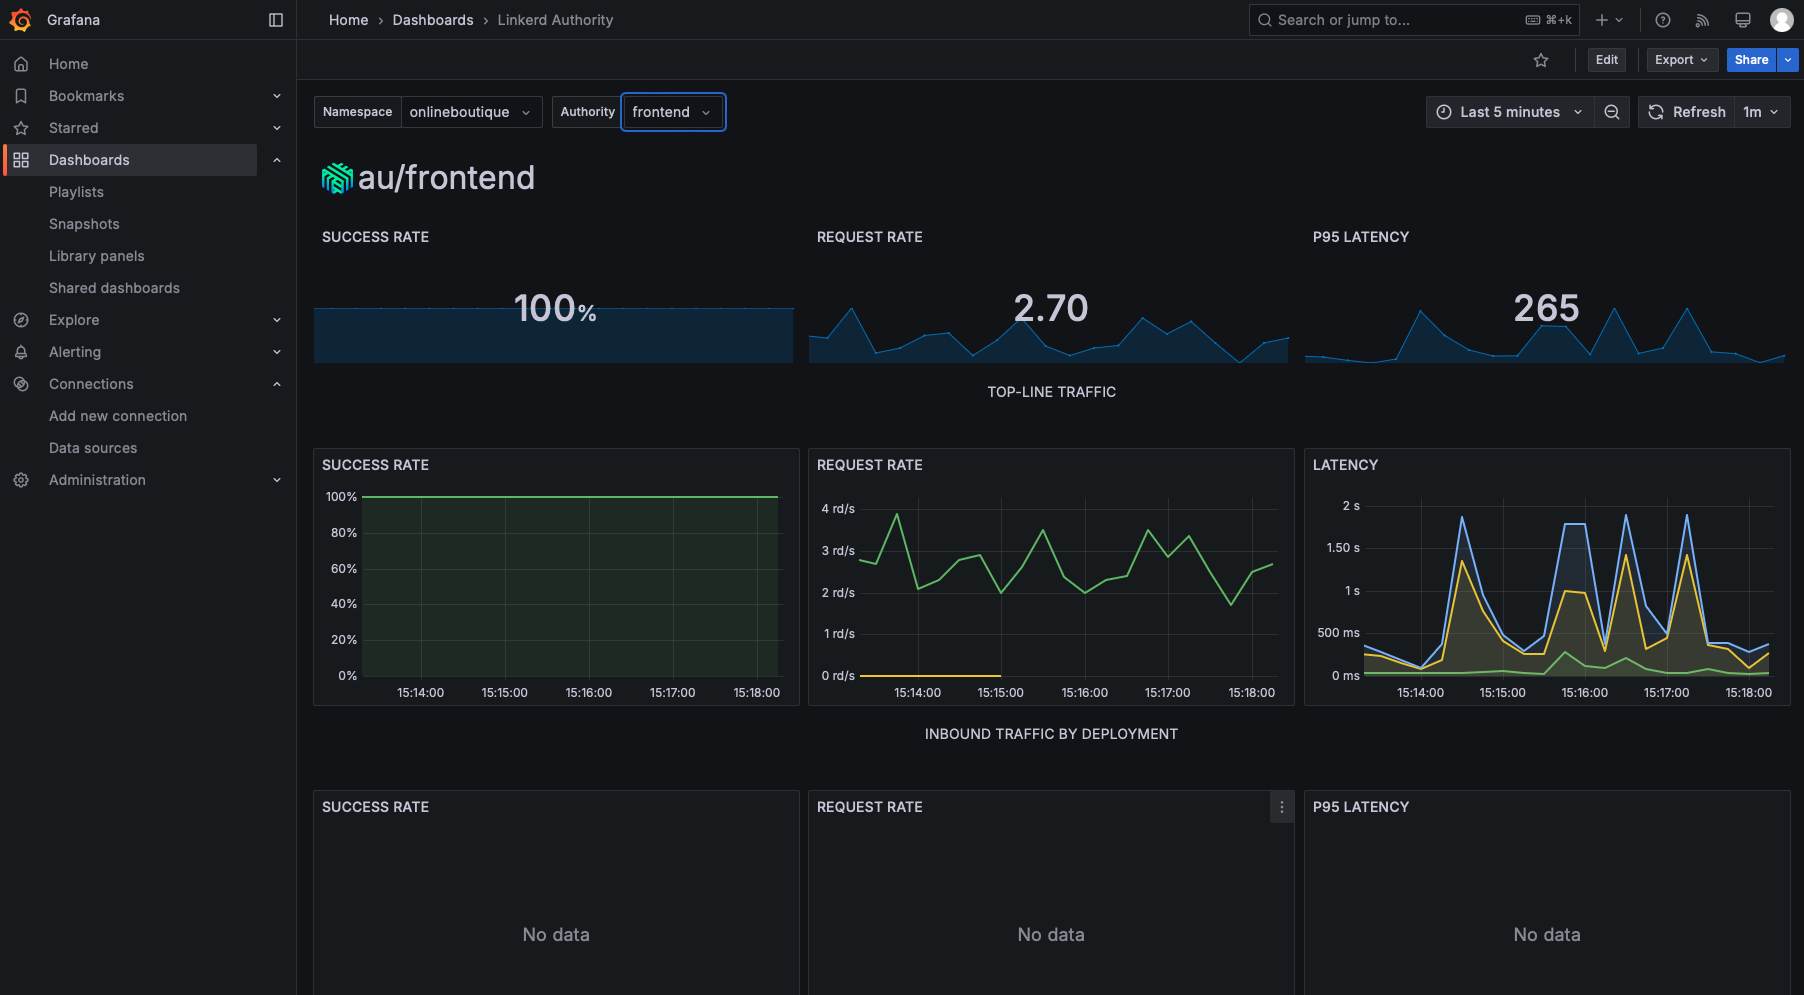 Grafana
Home › Dashboards › Linkerd Authority
Search or jump to...
⌘+k
Home
Bookmarks
Starred
Dashboards
Playlists
Snapshots
Library panels
Shared dashboards
Explore
Alerting
Connections
Add new connection
Data sources
Administration
Edit
Export
Share
Namespace
onlineboutique
Authority
frontend
Last 5 minutes
Refresh
1m
au/frontend
SUCCESS RATE
100%
REQUEST RATE
2.70
P95 LATENCY
265
TOP-LINE TRAFFIC
SUCCESS RATE
100%
80%
60%
40%
20%
0%
15:14:00 15:15:00 15:16:00 15:17:00 15:18:00
REQUEST RATE
4 rd/s
3 rd/s
2 rd/s
1 rd/s
0 rd/s
15:14:00 15:15:00 15:16:00 15:17:00 15:18:00
LATENCY
2 s
1.50 s
1 s
500 ms
0 ms
15:14:00 15:15:00 15:16:00 15:17:00 15:18:00
INBOUND TRAFFIC BY DEPLOYMENT
SUCCESS RATE
No data
REQUEST RATE
No data
P95 LATENCY
No data